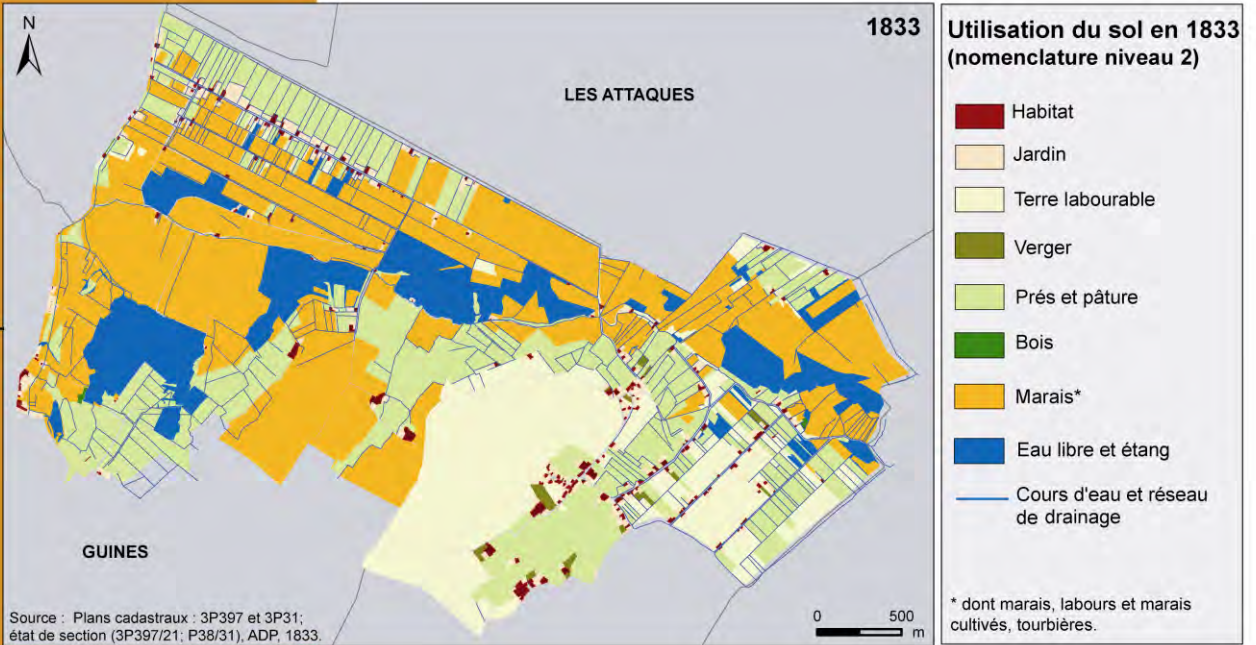 N
1833
LES ATTAQUES
GUINES
Source : Plans cadastraux : 3P397 et 3P31;
état de section (3P397/21; P38/31), ADP, 1833.
0 500
m
Utilisation du sol en 1833
(nomenclature niveau 2)
Habitat
Jardin
Terre labourable
Verger
Prés et pâture
Bois
Marais*
Eau libre et étang
Cours d'eau et réseau
de drainage
* dont marais, labours et marais
cultivés, tourbières.